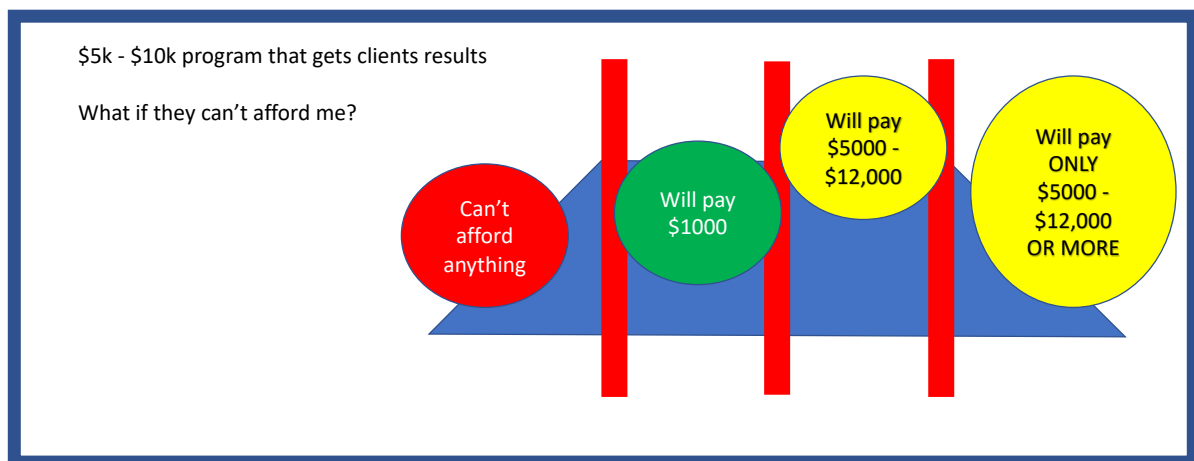 $5k - $10k program that gets clients results
What if they can’t afford me?
Can’t
afford
anything
Will pay
$1000
Will pay
$5000 -
$12,000
Will pay
ONLY
$5000 -
$12,000
OR MORE